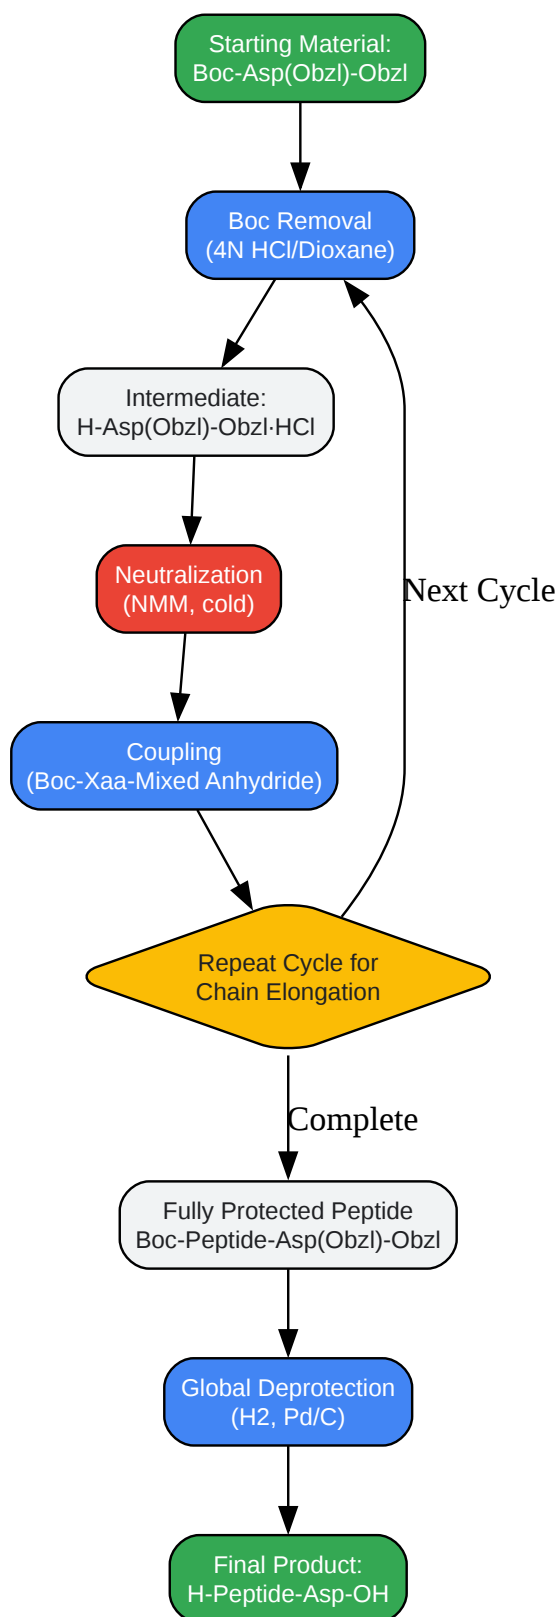 Starting Material:
Boc-Asp(Obzl)-Obzl
Boc Removal
(4N HCl/Dioxane)
Intermediate:
H-Asp(Obzl)-Obzl·HCl
Neutralization
(NMM, cold)
Next Cycle
Coupling
(Boc-Xaa-Mixed Anhydride)
Repeat Cycle for
Chain Elongation
Complete
Fully Protected Peptide
Boc-Peptide-Asp(Obzl)-Obzl
Global Deprotection
(H2, Pd/C)
Final Product:
H-Peptide-Asp-OH